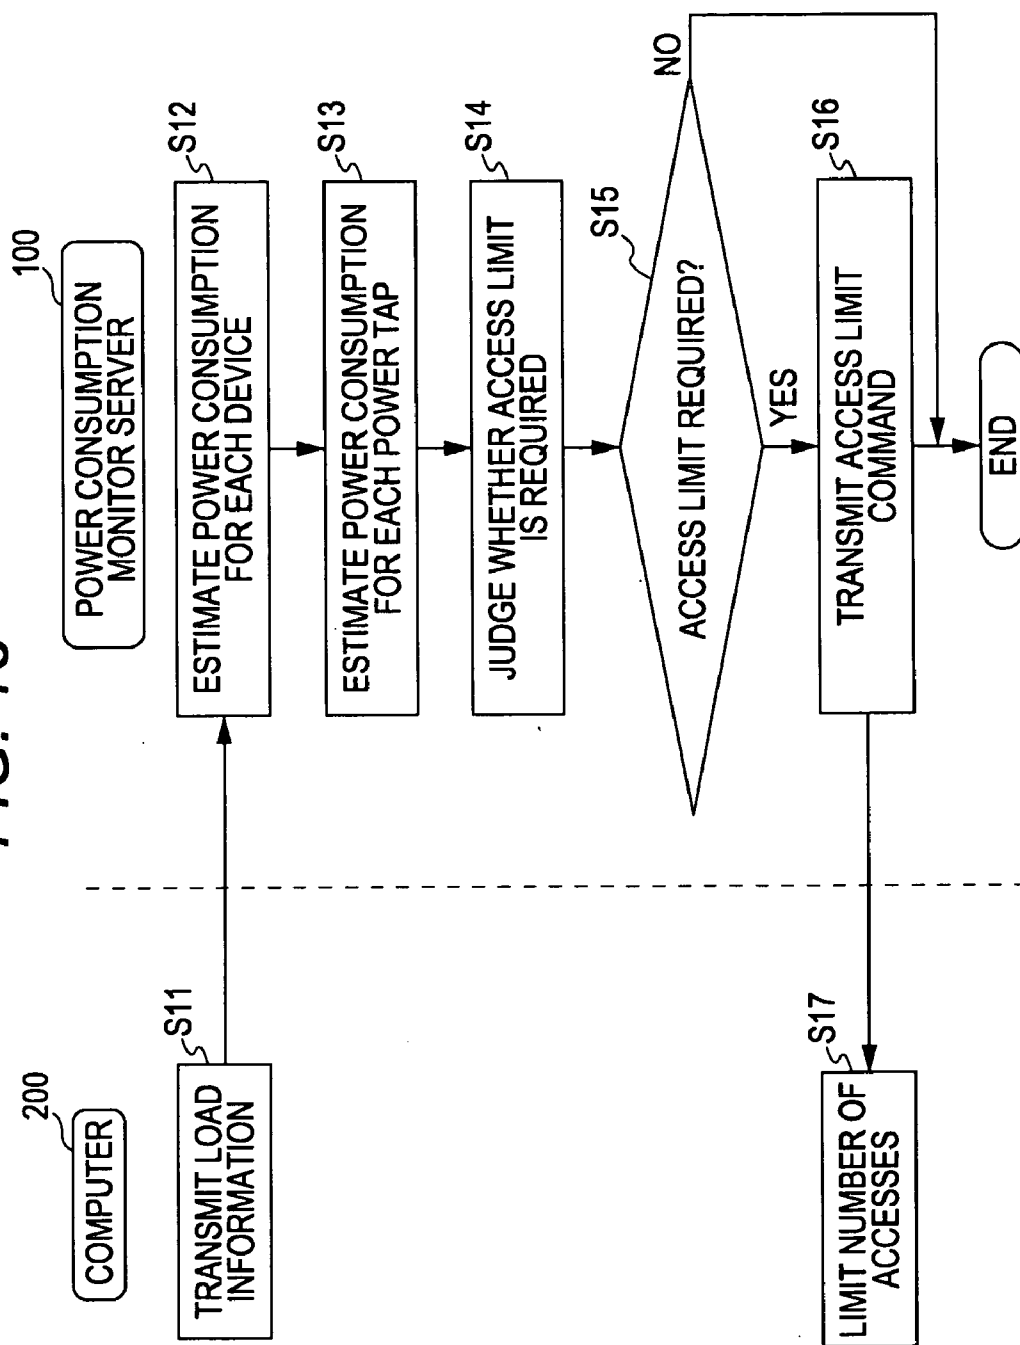 FIG.
200
COMPUTER
100
POWER CONSUMPTION
MONITOR SERVER
S11
TRANSMIT LOAD
INFORMATION
S12
ESTIMATE POWER CONSUMPTION
FOR EACH DEVICE
S13
ESTIMATE POWER CONSUMPTION
FOR EACH POWER TAP
S14
JUDGE WHETHER ACCESS LIMIT
IS REQUIRED
S15
ACCESS LIMIT REQUIRED?
NO
YES
S16
TRANSMIT ACCESS LIMIT
COMMAND
S17
LIMIT NUMBER OF
ACCESSES
END